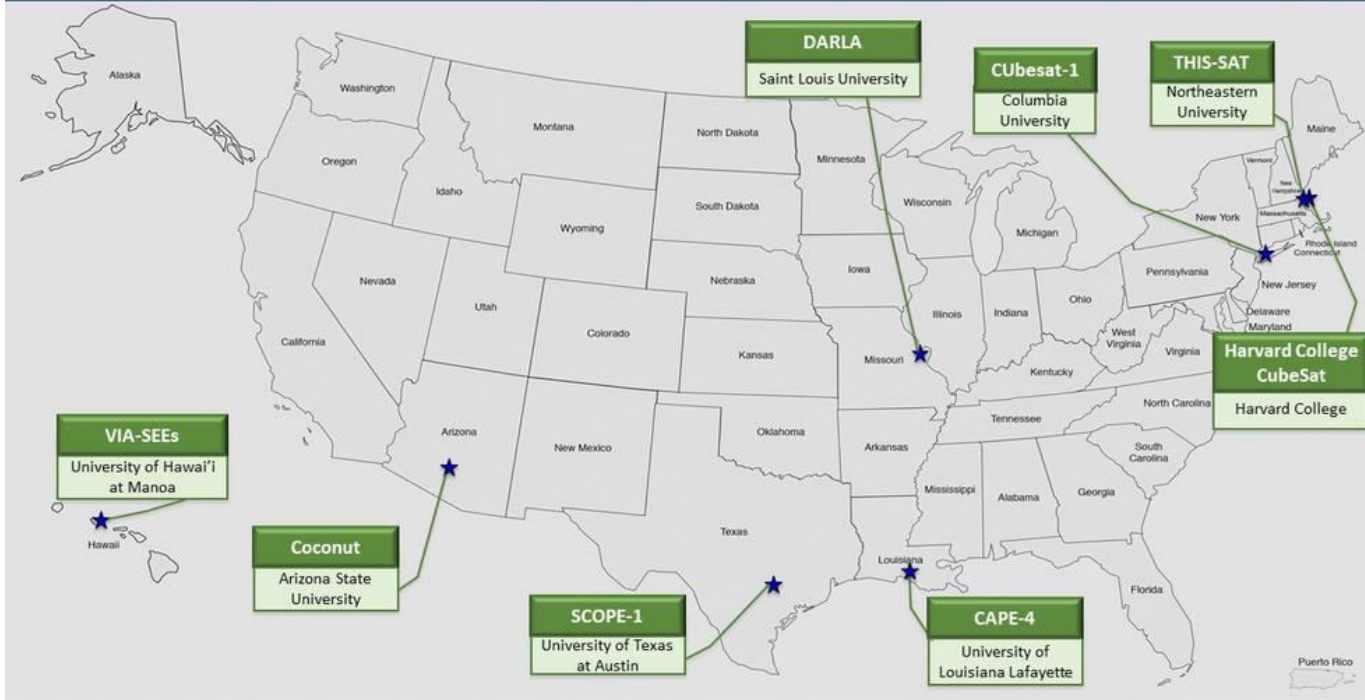 DARLA
Saint Louis University
CUbesat-1
Columbia
University
THIS-SAT
Northeastern
University
Alaska
Washington
Montana
North Dakota
Minnesota
Maine
Oregon
Idaho
Wyoming
South Dakota
Wisconsin
Michigan
Vermont
New
Hampshire
New York
Massachusetts
Rhode Island
Connecticut
Nevada
Utah
Colorado
Nebraska
Iowa
Illinois
Indiana
Ohio
Pennsylvania
New Jersey
Delaware
Maryland
West
Virginia
Virginia
California
Kansas
Missouri
Kentucky
Harvard College
CubeSat
Harvard College
VIA-SEEs
University of Hawai'i
at Manoa
Hawaii
Arizona
New Mexico
Oklahoma
Arkansas
Tennessee
North Carolina
South
Carolina
Mississippi
Alabama
Georgia
Texas
Louisiana
Florida
Coconut
Arizona State
University
SCOPE-1
University of Texas
at Austin
CAPE-4
University of
Louisiana Lafayette
Puerto Rico